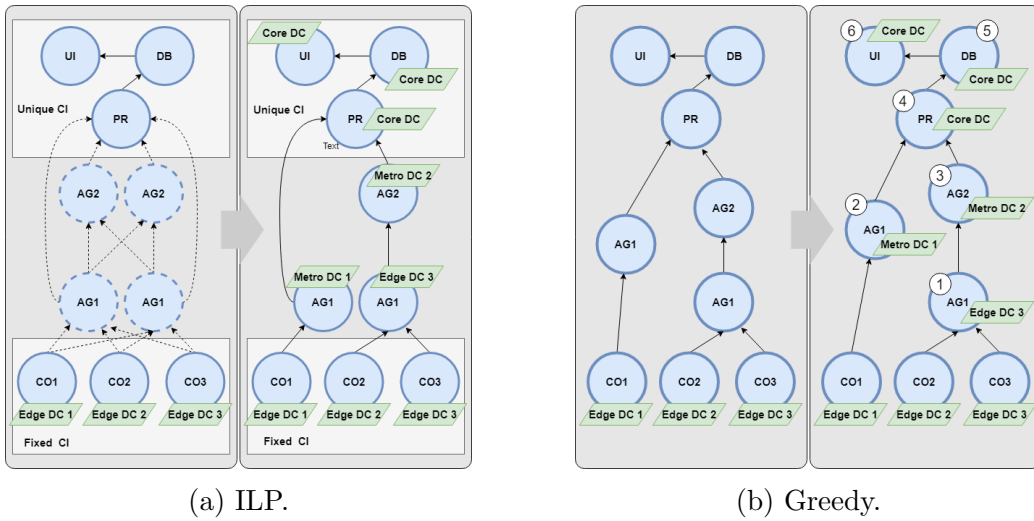 UI
DB
Unique CI
PR
AG2
AG2
AG1
AG1
CO1
CO2
CO3
Edge DC 1
Edge DC 2
Edge DC 3
Fixed CI
Core DC
UI
DB
Core DC
Unique CI
PR
Core DC
Text
Metro DC 2
AG2
Metro DC 1
Edge DC 3
AG1
AG1
CO1
CO2
CO3
Edge DC 1
Edge DC 2
Edge DC 3
Fixed CI
(a) ILP.
UI
DB
PR
AG2
AG1
AG1
CO1
CO2
CO3
Edge DC 1
Edge DC 2
Edge DC 3
6
Core DC
5
UI
DB
Core DC
4
PR
Core DC
3
AG2
Metro DC 2
2
AG1
Metro DC 1
1
AG1
Edge DC 3
CO1
CO2
CO3
Edge DC 1
Edge DC 2
Edge DC 3
(b) Greedy.